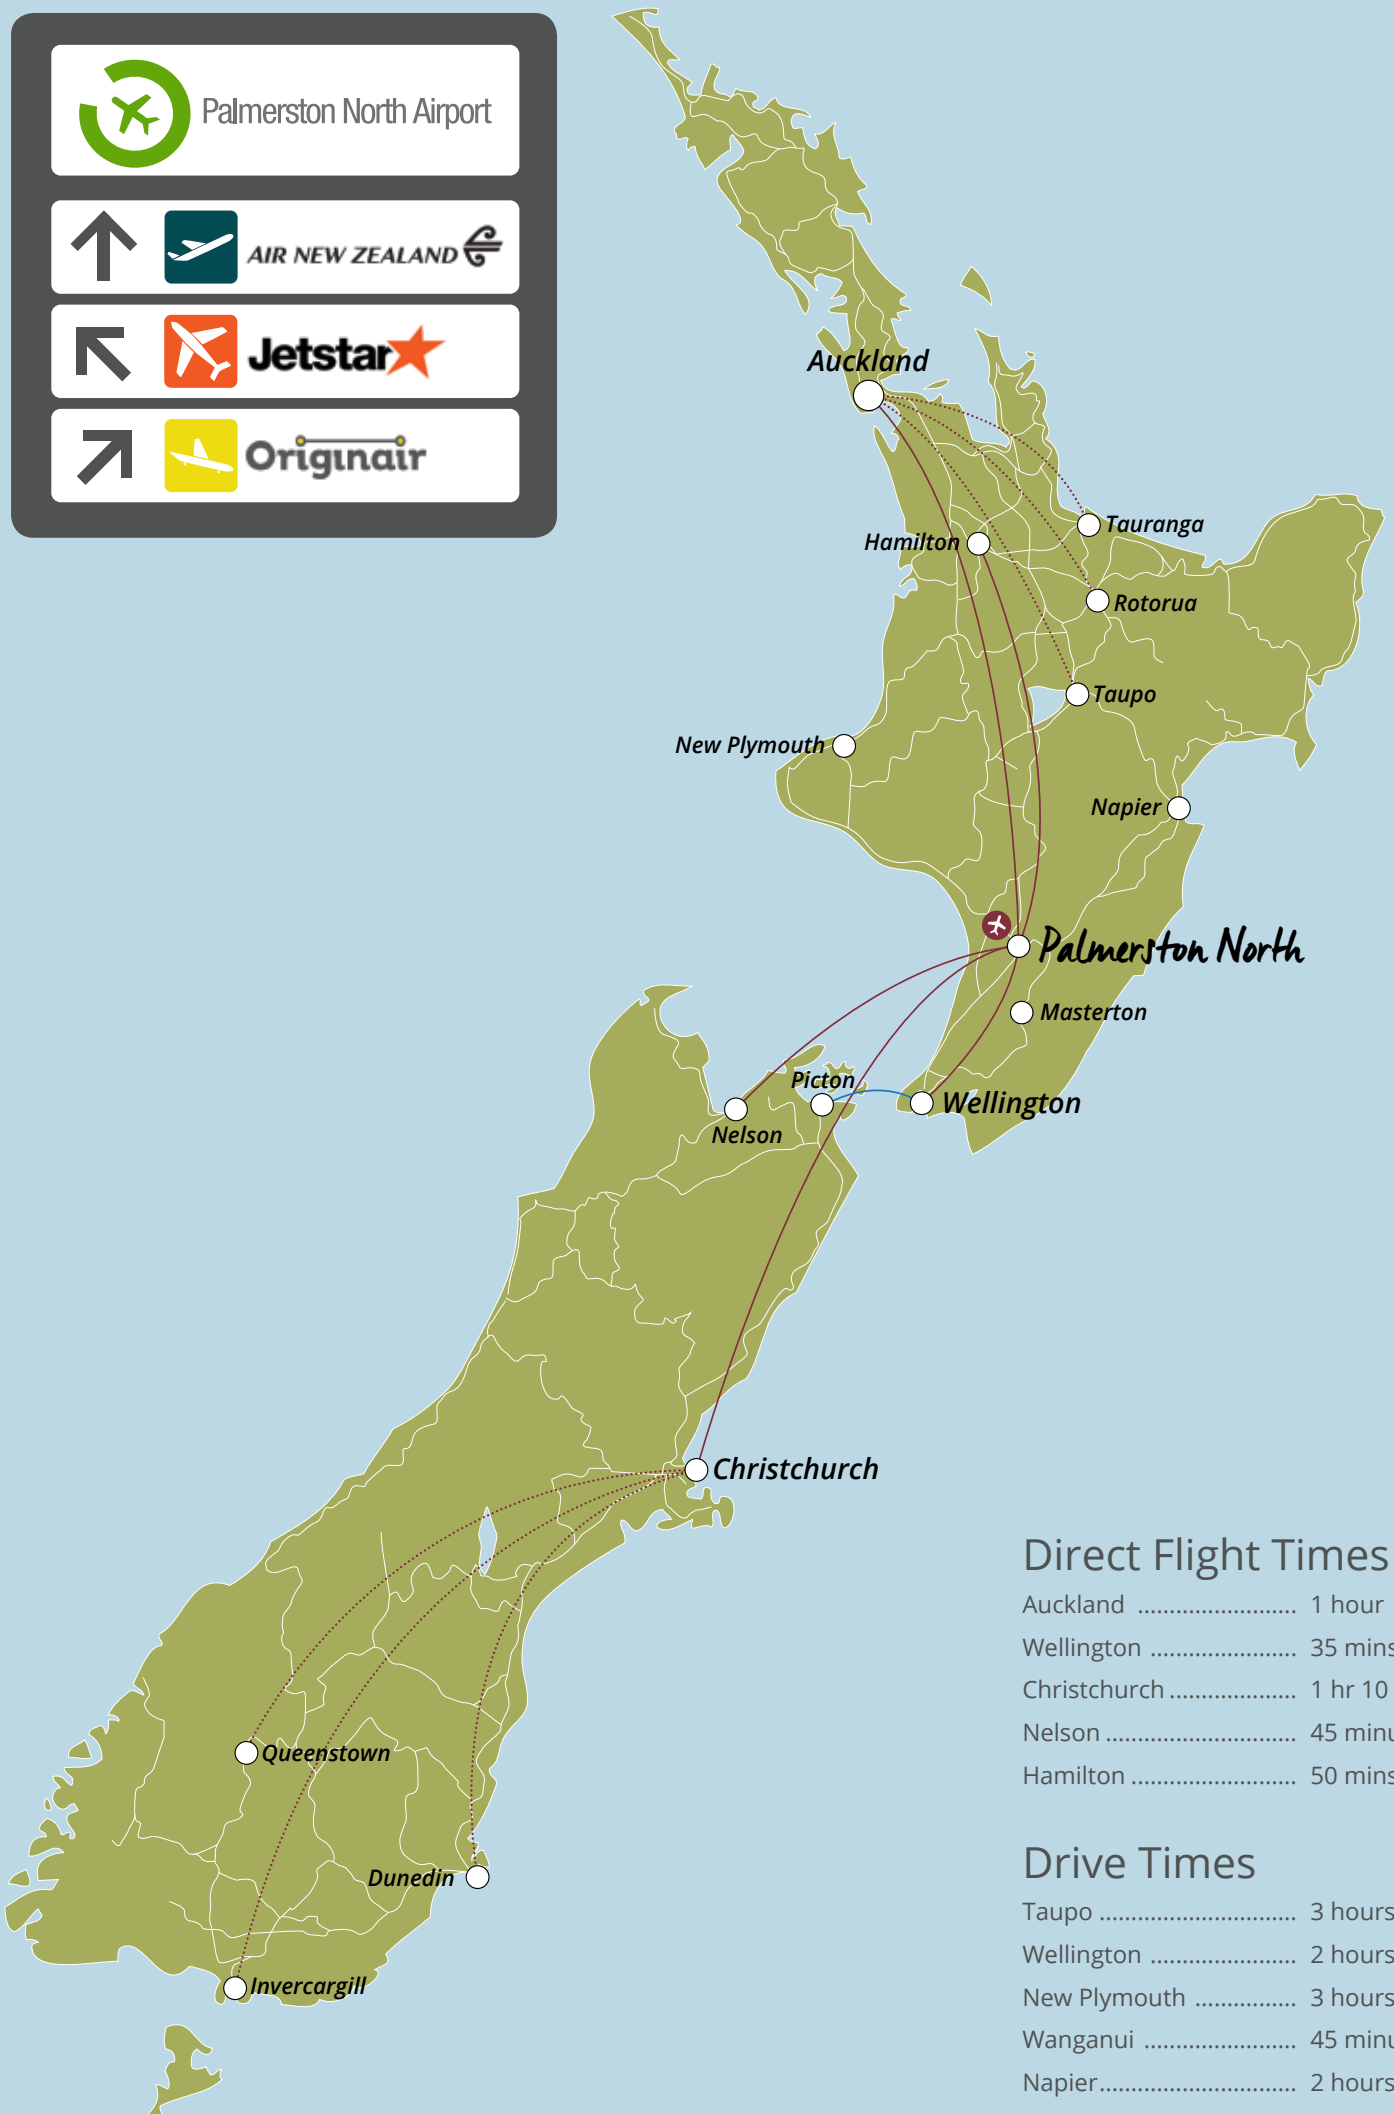 Palmerston North Airport
AIR NEW ZEALAND
Jetstar
Originair
Auckland
Tauranga
Hamilton
Rotorua
Taupo
New Plymouth
Napier
Palmerston North
Masterton
Picton
Wellington
Nelson
Christchurch
Queenstown
Dunedin
Invercargill
Direct Flight Times
Auckland ......................... 1 hour
Wellington ....................... 35 mins
Christchurch .................... 1 hr 10
Nelson .............................. 45 minu
Hamilton .......................... 50 mins
Drive Times
Taupo ............................... 3 hours
Wellington ....................... 2 hours
New Plymouth ................ 3 hours
Wanganui ........................ 45 minu
Napier............................... 2 hours